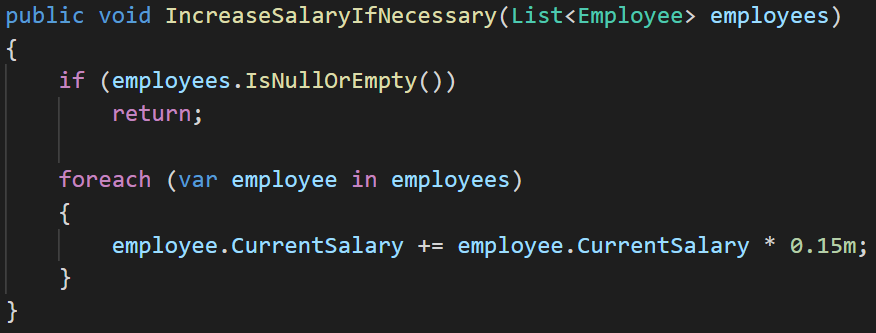 public void IncreaseSalaryIfNecessary(List<Employee> employees)
{
    if (employees.IsNullOrEmpty())
        return;

    foreach (var employee in employees)
    {
        employee.CurrentSalary += employee.CurrentSalary * 0.15m;
    }
}